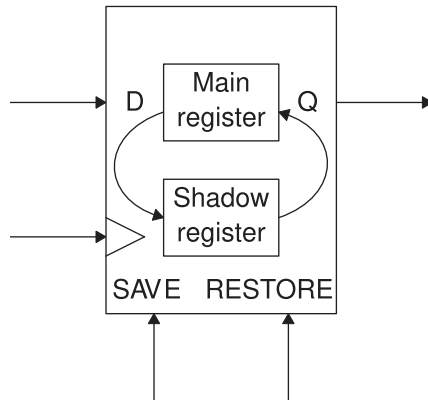 Main
D
Q
register
Shadow
register
SAVE RESTORE